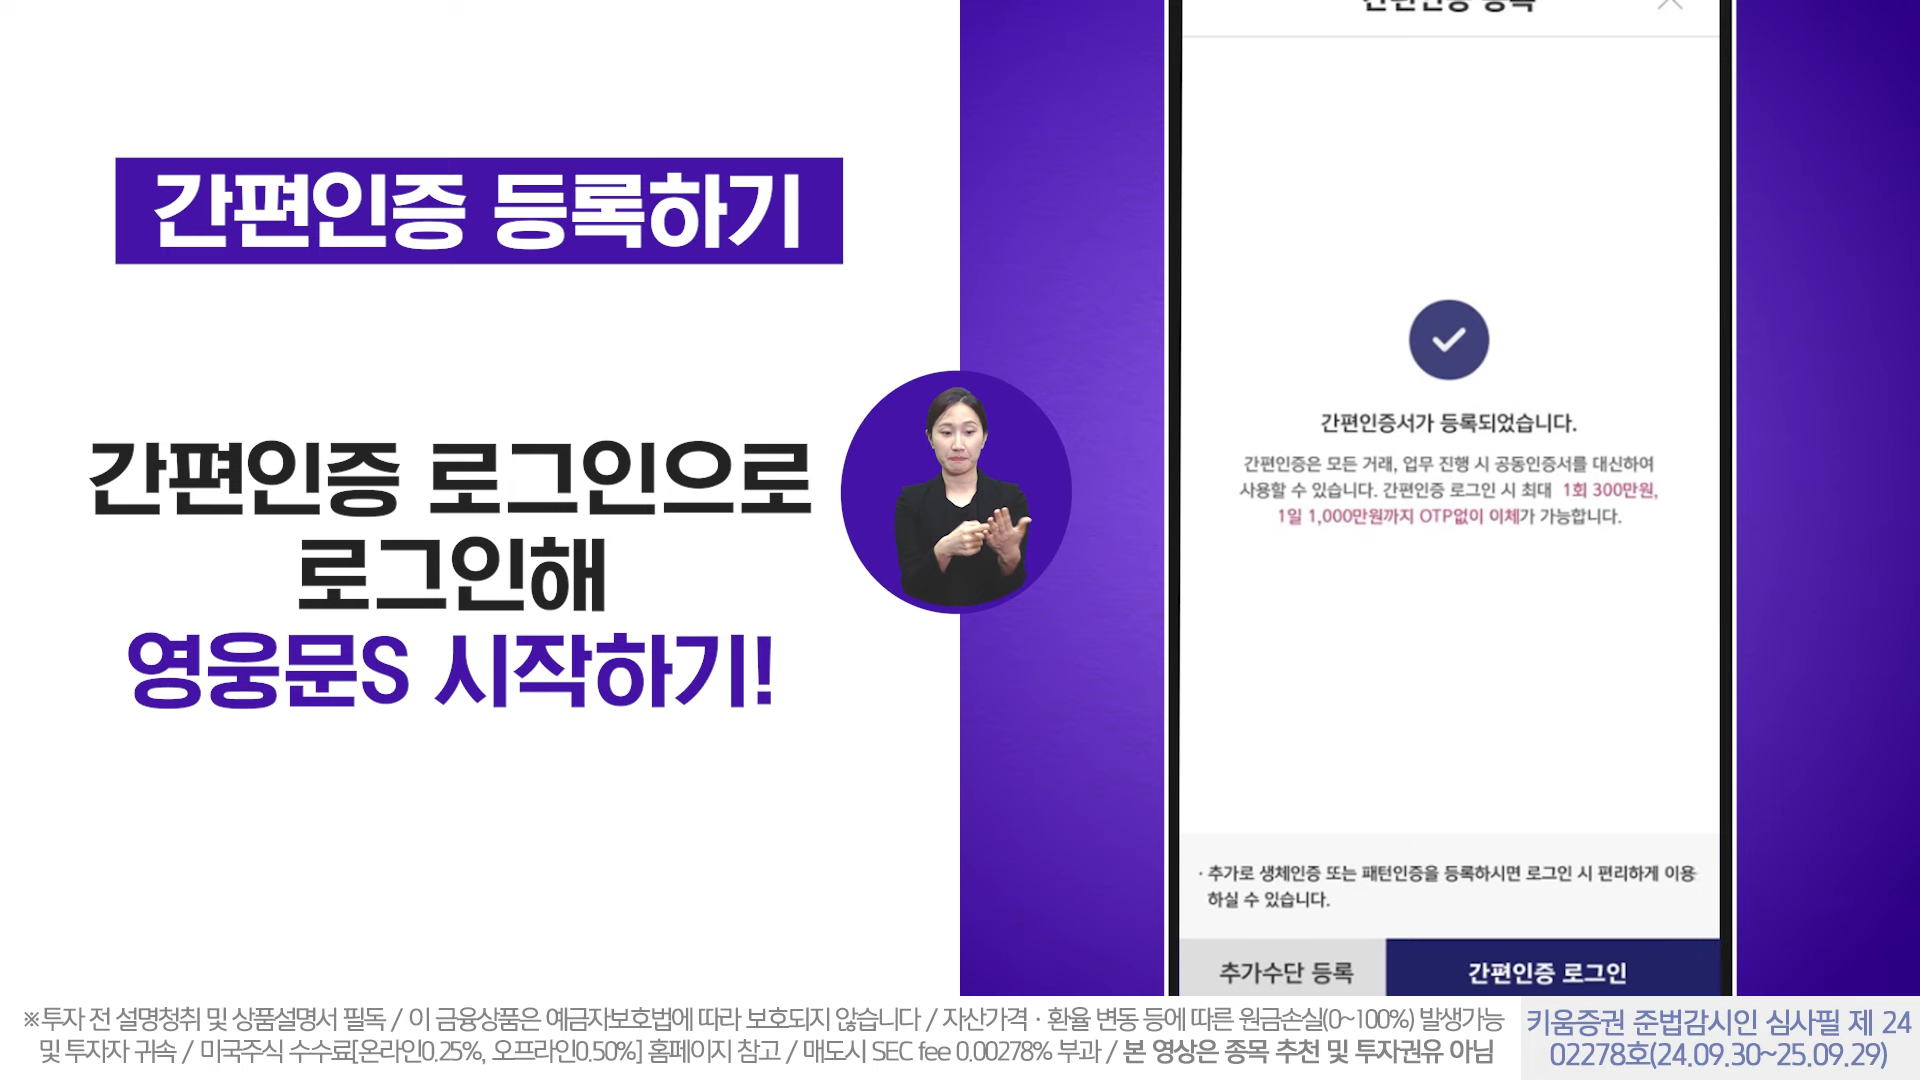 간편인증 등록하기
간편인증 로그인으로
로그인해
영웅문S 시작하기!
간편인증 등록
간편인증서가 등록되었습니다.
간편인증은 모든 거래, 업무 진행 시 공동인증서를 대신하여
사용할 수 있습니다. 간편인증 로그인 시 최대 1회 300만원,
1일 1,000만원까지 OTP없이 이체가 가능합니다.
· 추가로 생체인증 또는 패턴인증을 등록하시면 로그인 시 편리하게 이용
하실 수 있습니다.
추가수단 등록
간편인증 로그인
※투자 전 설명청취 및 상품설명서 필독 / 이 금융상품은 예금자보호법에 따라 보호되지 않습니다 / 자산가격 · 환율 변동 등에 따른 원금손실(0~100%) 발생가능
및 투자자 귀속 / 미국주식 수수료[온라인0.25%, 오프라인0.50%] 홈페이지 참고 / 매도시 SEC fee 0.00278% 부과 / 본 영상은 종목 추천 및 투자권유 아님
키움증권 준법감시인 심사필 제 24
02278호(24.09.30~25.09.29)